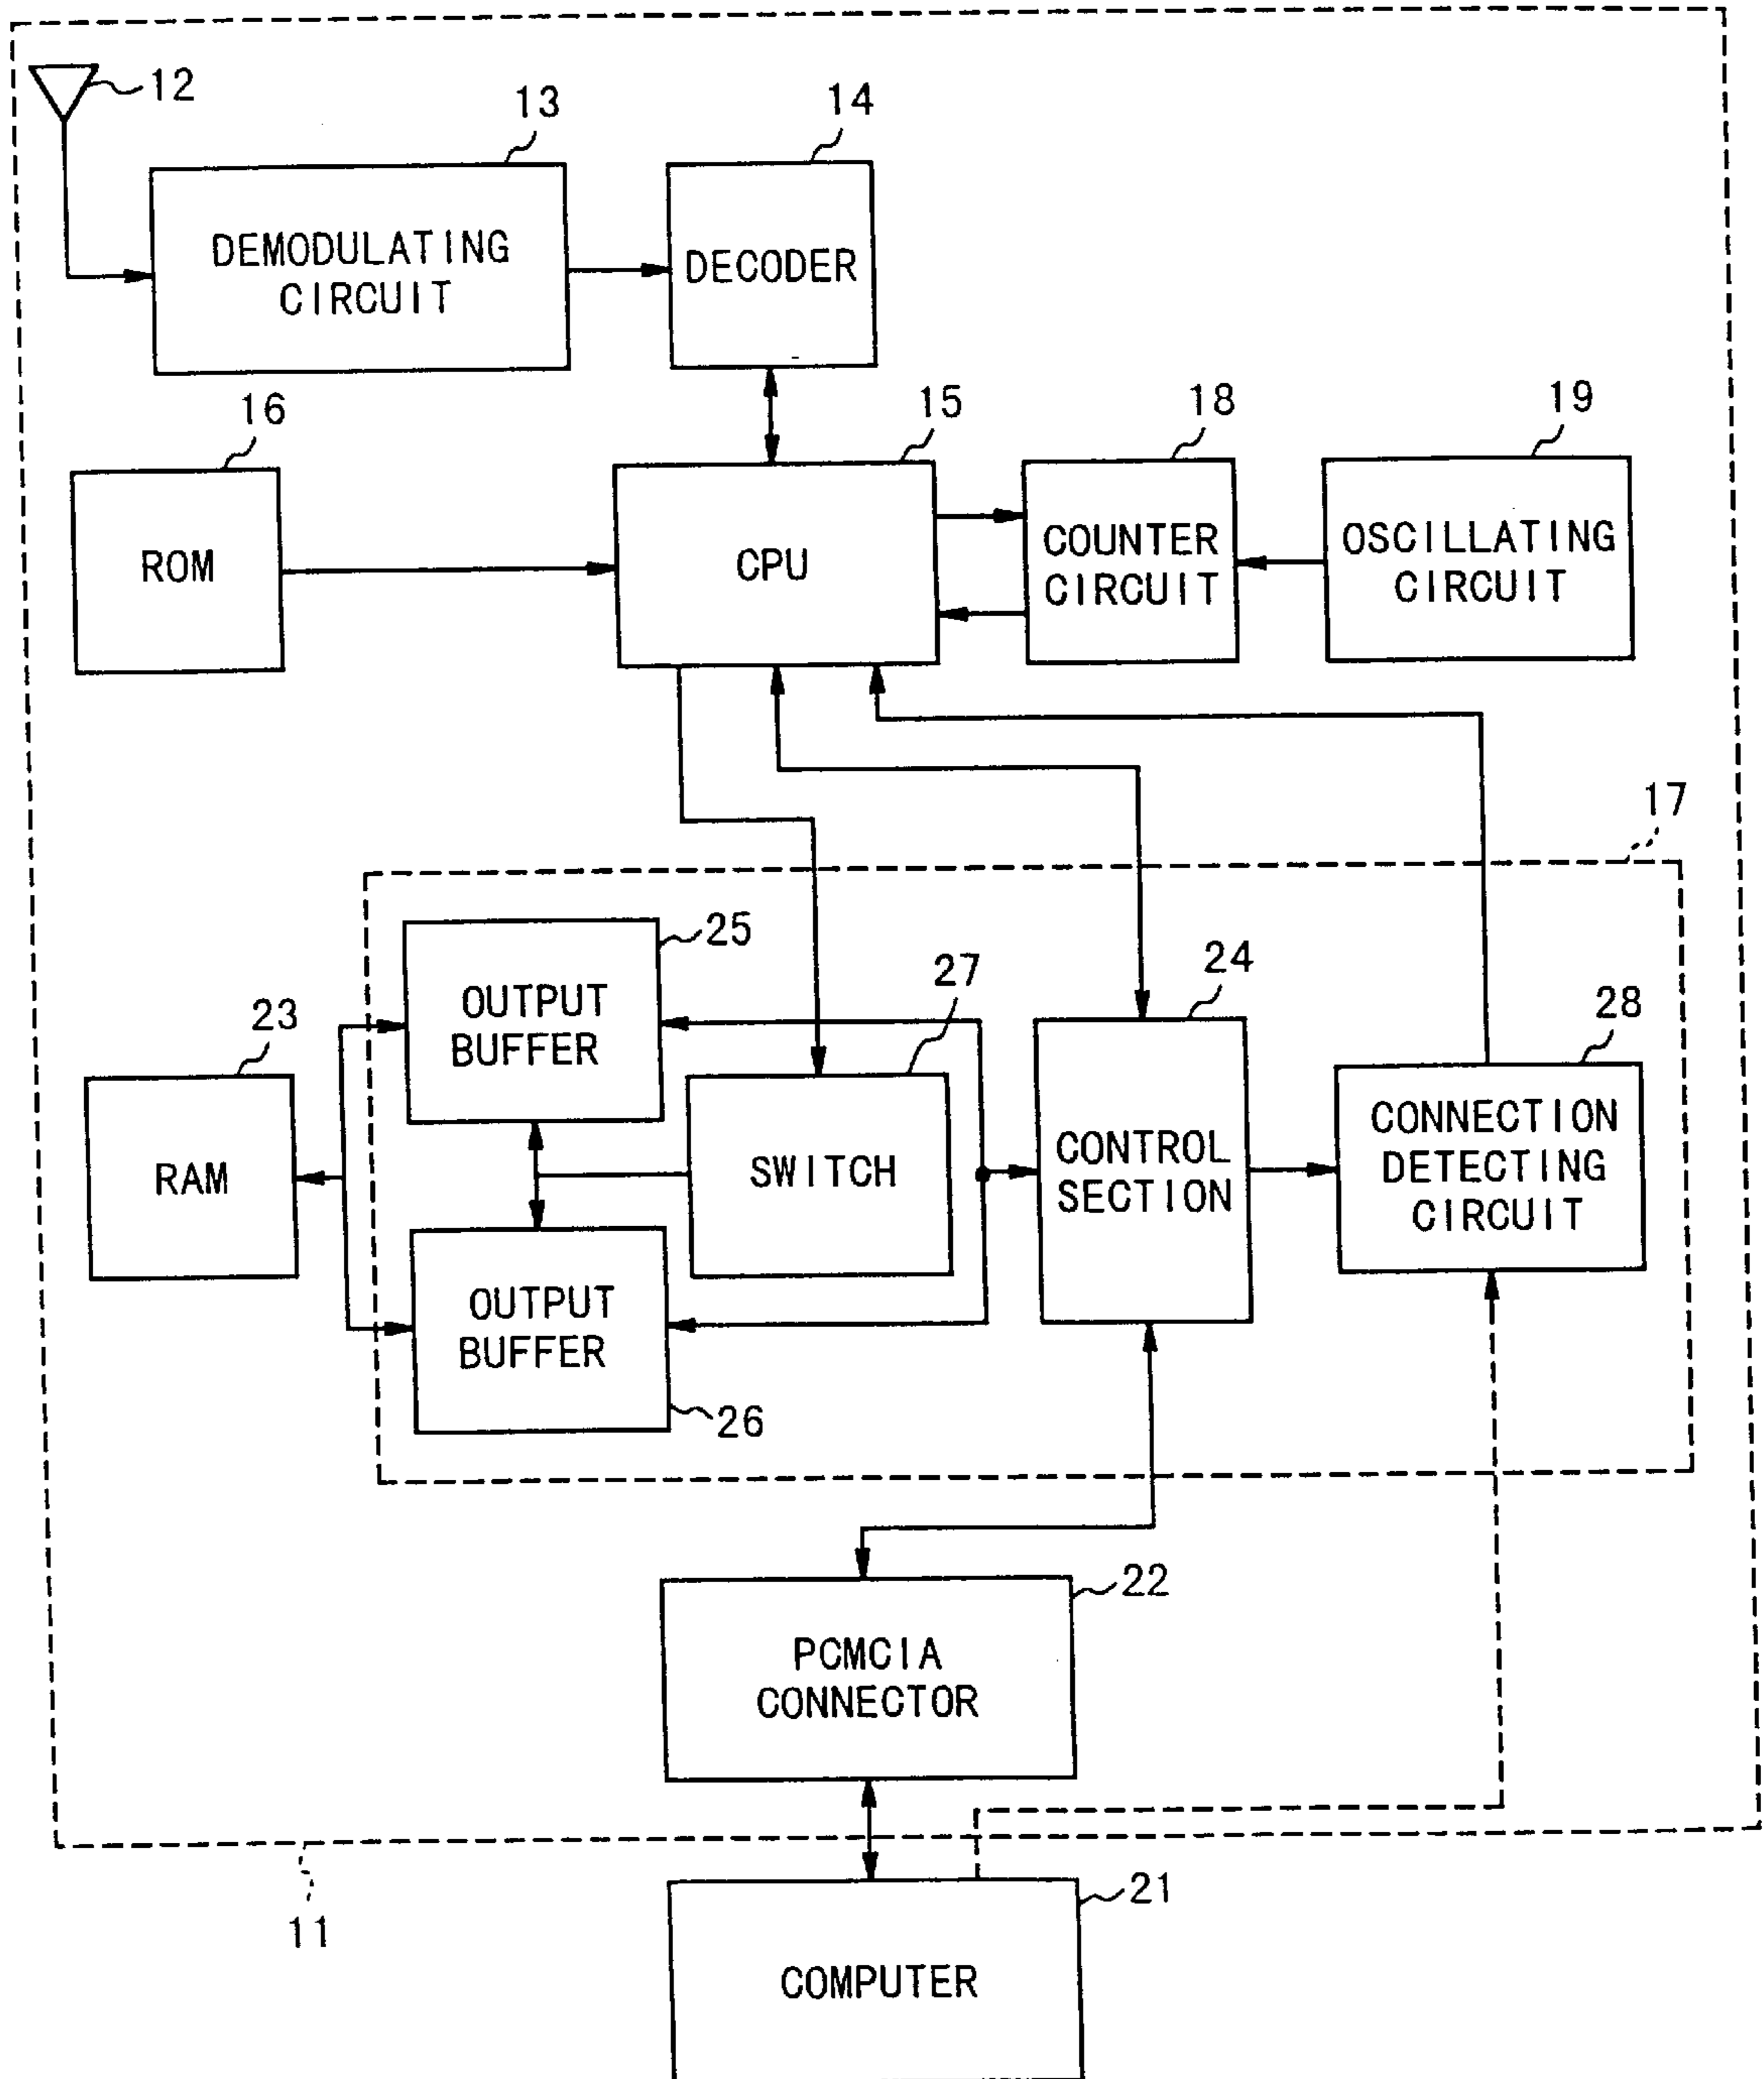 12
13
14
DEMODULATING
CIRCUIT
DECODER
16
15
18
19
ROM
CPU
COUNTER
CIRCUIT
OSCILLATING
CIRCUIT
17
25
27
24
28
23
OUTPUT
BUFFER
RAM
SWITCH
CONTROL
SECTION
CONNECTION
DETECTING
CIRCUIT
OUTPUT
BUFFER
26
22
PCMCIA
CONNECTOR
21
11
COMPUTER